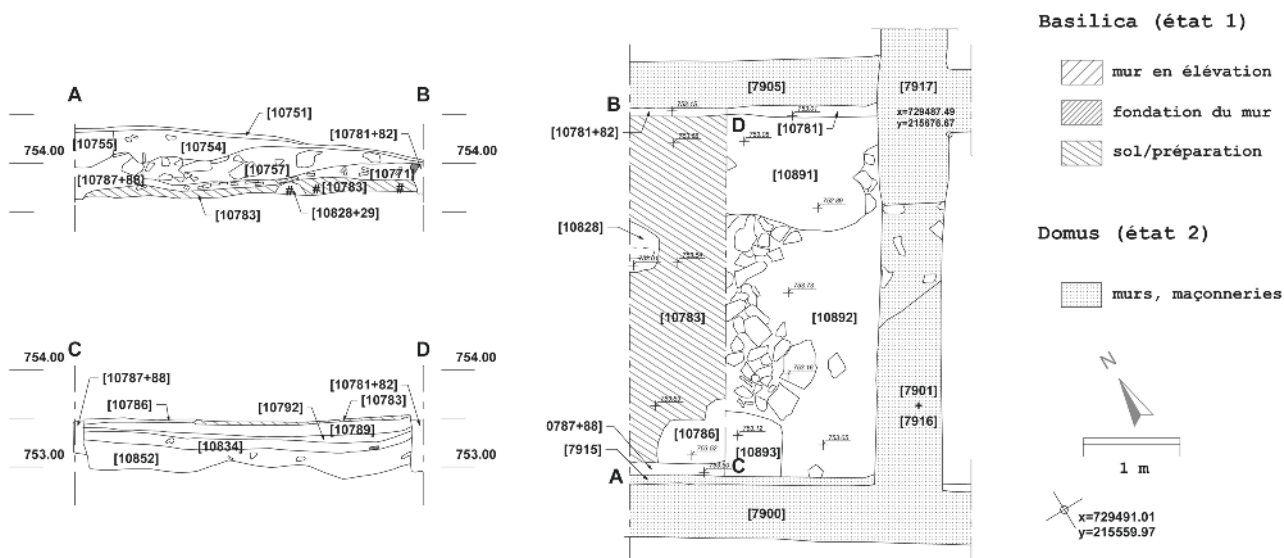 A
B
[10751]
[10781+82]
[10755]
[10754]
754.00
754.00
[10757]
[10771]
[10787+88]
#
#
[10783]
#
[10783]
[10828+29]
C
D
754.00
754.00
[10787+88]
[10781+82]
[10786]
[10792]
[10783]
[10789]
[10834]
[10852]
753.00
753.00
[7905]
[7917]
B
x=729487.49
y=215676.67
[10781+82]
D
[10781]
[10891]
[10828]
[10783]
[10892]
[7901]
[7916]
0787+88]
[10786]
[10893]
[7915]
A
C
[7900]
Basilica (état 1)
mur en élévation
fondation du mur
sol/préparation
Domus (état 2)
murs, maçonneries
N
1 m
x=729491.01
y=215559.97